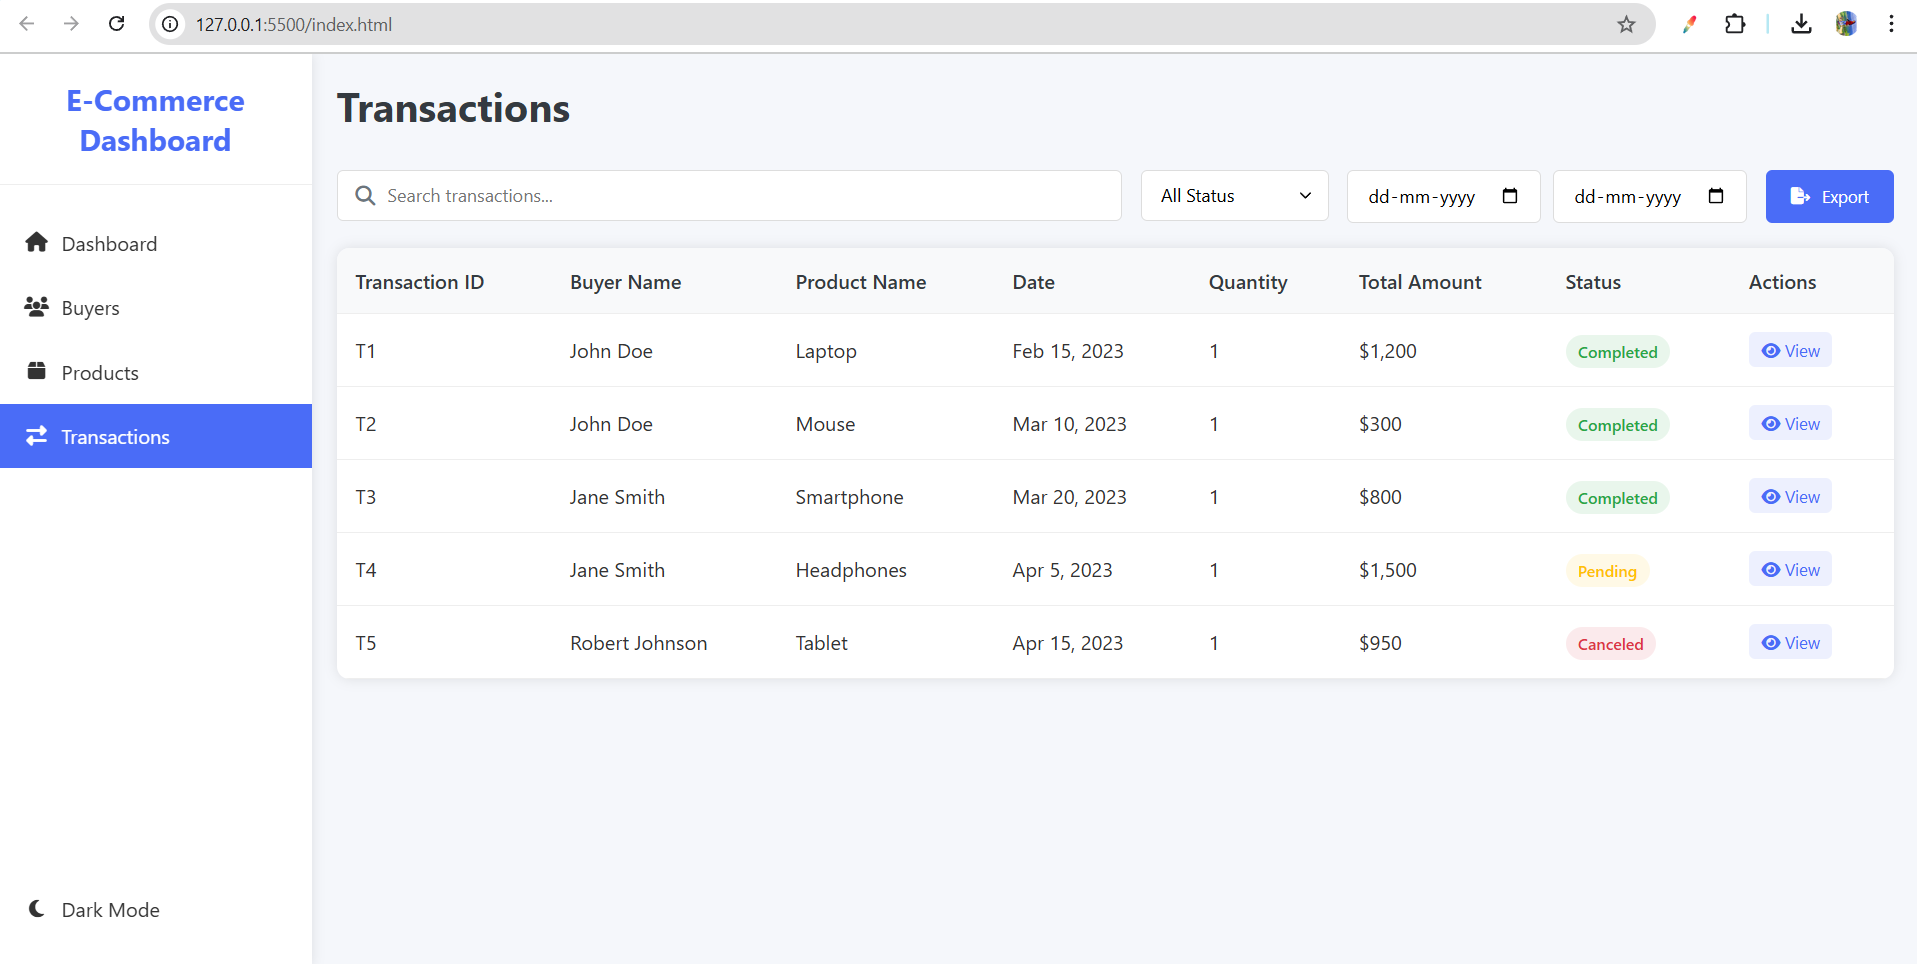 127.0.0.1:5500/index.html
E-Commerce
Dashboard
Dashboard
Buyers
Products
Transactions
Dark Mode
Transactions
Search transactions...
All Status
dd-mm-yyyy
dd-mm-yyyy
Export
Transaction ID Buyer Name Product Name Date Quantity Total Amount Status Actions
T1 John Doe Laptop Feb 15, 2023 1 $1,200 Completed View
T2 John Doe Mouse Mar 10, 2023 1 $300 Completed View
T3 Jane Smith Smartphone Mar 20, 2023 1 $800 Completed View
T4 Jane Smith Headphones Apr 5, 2023 1 $1,500 Pending View
T5 Robert Johnson Tablet Apr 15, 2023 1 $950 Canceled View